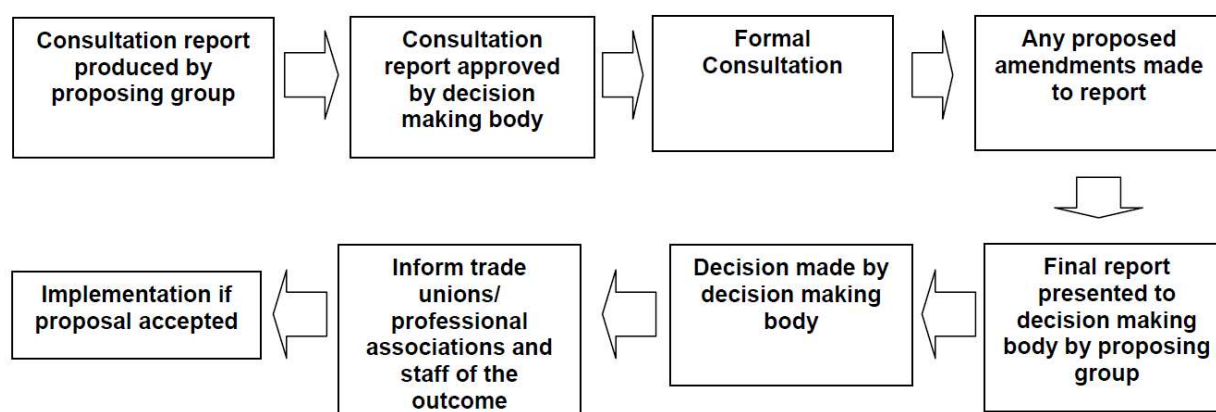 Consultation report
produced by
proposing group
Consultation
report approved
by decision
making body
Formal
Consultation
Any proposed
amendments made
to report
Final report
presented to
decision making
body by proposing
group
Decision made by
decision making
body
Inform trade
unions/
professional
associations and
staff of the
outcome
Implementation if
proposal accepted